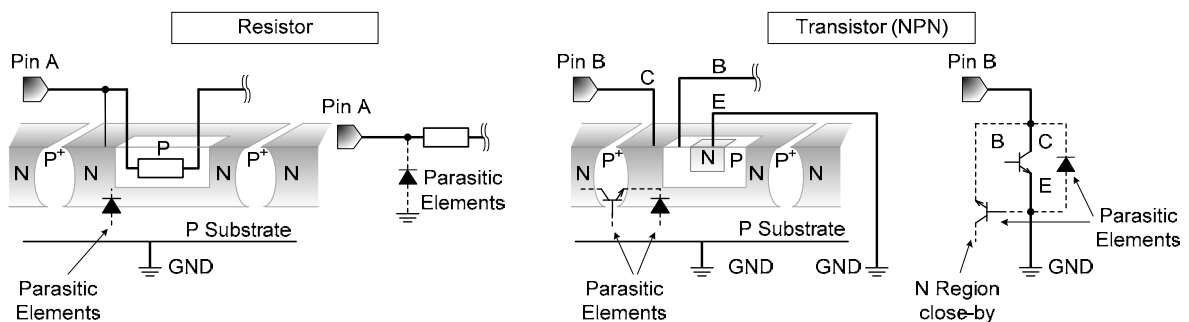 Resistor
Transistor (NPN)
Pin A
Pin B
C
B
E
Pin B
Pin A
N
P+
N
P
N
P+
N
Parasitic
Elements
P Substrate
GND
Parasitic
Elements
N
P+
N
N
P
P+
N
N
P Substrate
GND
GND
Parasitic
Elements
B
C
E
Parasitic
Elements
GND
N Region
close-by